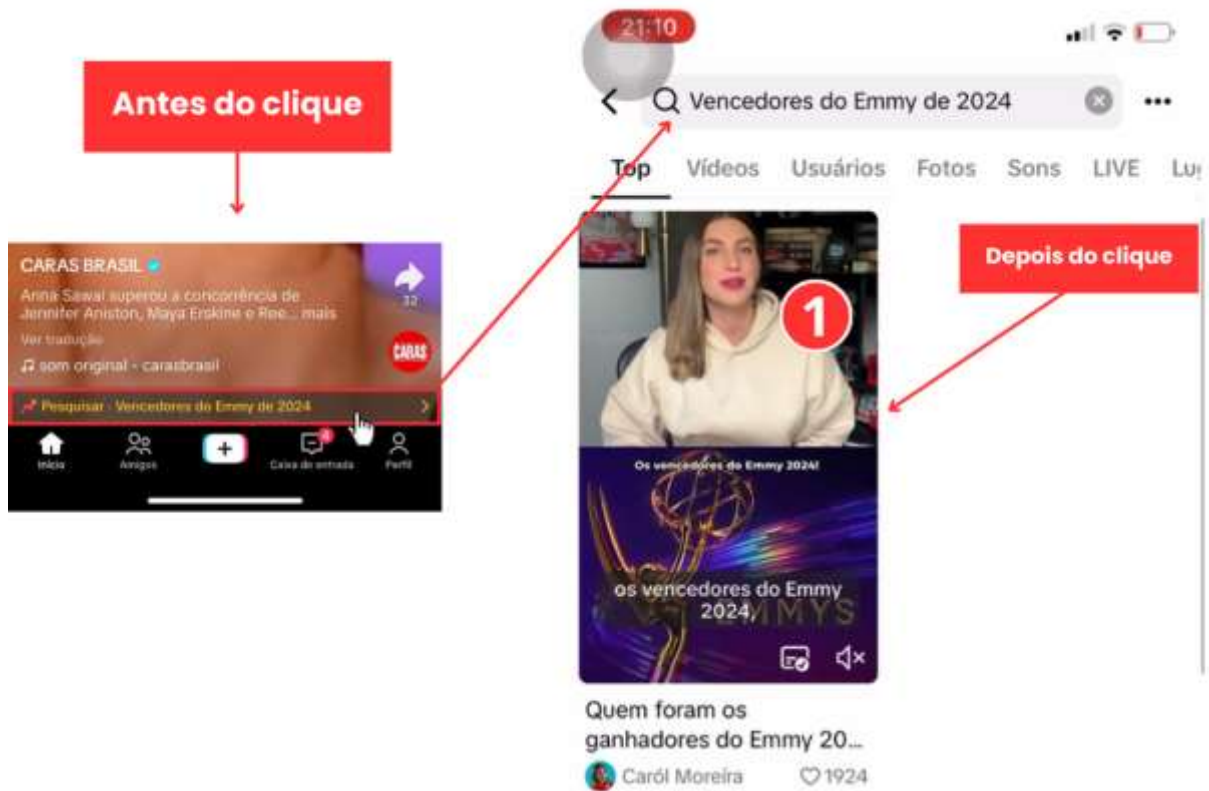 Antes do clique
CARAS BRASIL
Anna Sawai superou a concorrência de
Jennifer Aniston, Maya Erskine e Ree... mais
Ver tradução
som original - carasbrasil
32
CARAS
Pesquisar · Vencedores do Emmy de 2024
Início
Amigos
Caixa de entrada
4
Perfil
21:10
Vencedores do Emmy de 2024
Top Vídeos Usuários Fotos Sons LIVE Lu
Depois do clique
1
Os vencedores do Emmy 2024!
os vencedores do Emmy
2024,
EMMYS
Quem foram os
ganhadores do Emmy 20...
Caról Moreira
1924